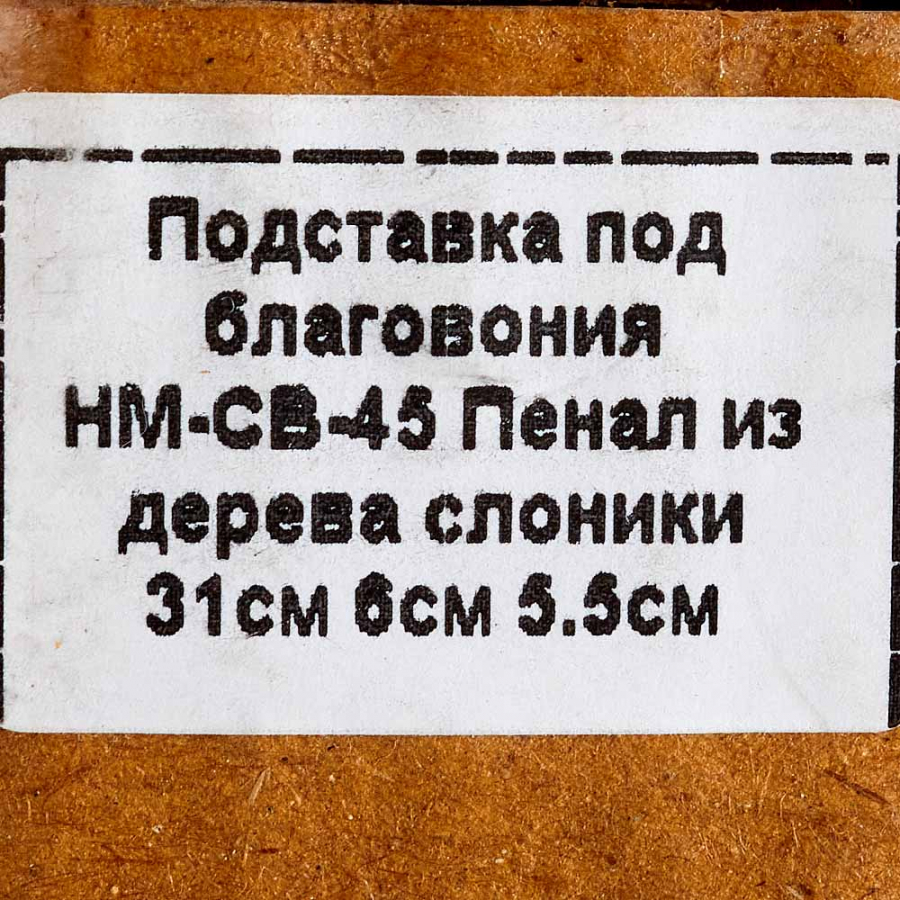 Подставка под
благовония
НМ-СВ-45 Пенал из
дерева слоники
31см 6см 5.5см